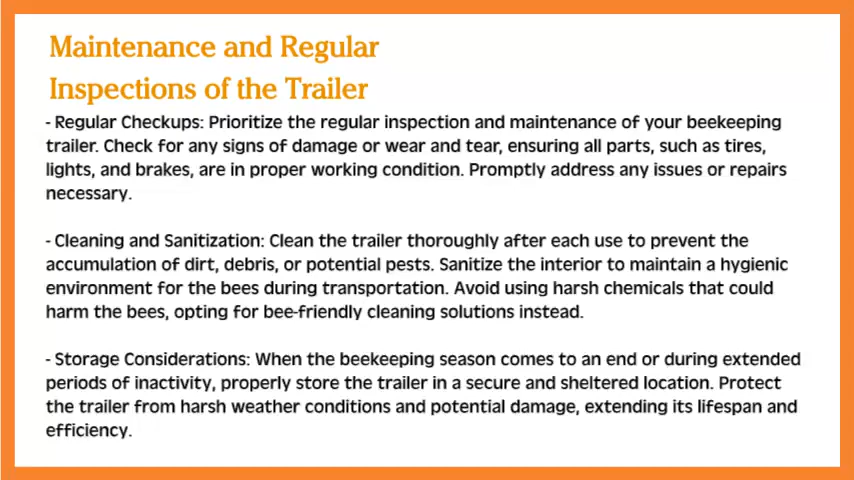 Maintenance and Regular
Inspections of the Trailer
- Regular Checkups: Prioritize the regular inspection and maintenance of your beekeeping
trailer. Check for any signs of damage or wear and tear, ensuring all parts, such as tires,
lights, and brakes, are in proper working condition. Promptly address any issues or repairs
necessary.
- Cleaning and Sanitization: Clean the trailer thoroughly after each use to prevent the
accumulation of dirt, debris, or potential pests. Sanitize the interior to maintain a hygienic
environment for the bees during transportation. Avoid using harsh chemicals that could
harm the bees, opting for bee-friendly cleaning solutions instead.
- Storage Considerations: When the beekeeping season comes to an end or during extended
periods of inactivity, properly store the trailer in a secure and sheltered location. Protect
the trailer from harsh weather conditions and potential damage, extending its lifespan and
efficiency.